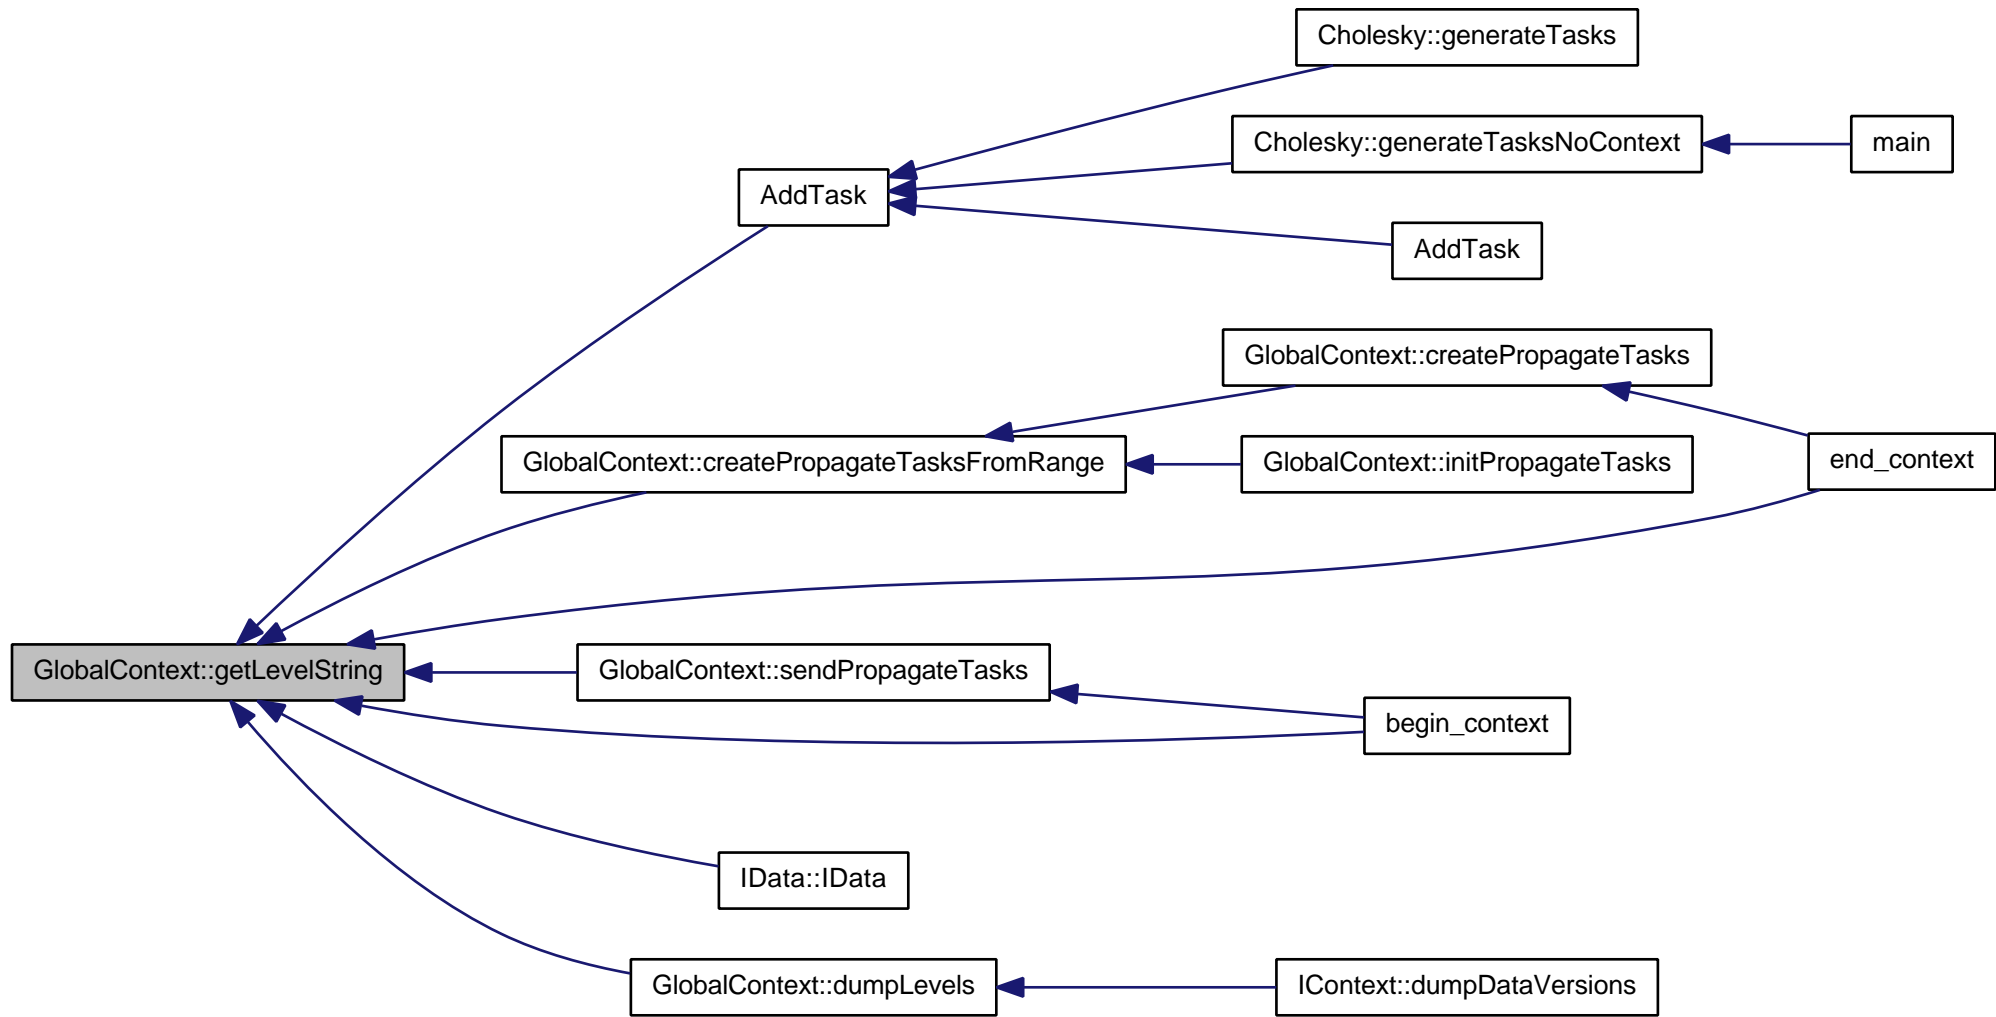 Cholesky::generateTasks
Cholesky::generateTasksNoContext
main
AddTask
AddTask
GlobalContext::createPropagateTasks
GlobalContext::createPropagateTasksFromRange
GlobalContext::initPropagateTasks
end_context
GlobalContext::getLevelString
GlobalContext::sendPropagateTasks
begin_context
IData::IData
GlobalContext::dumpLevels
IContext::dumpDataVersions